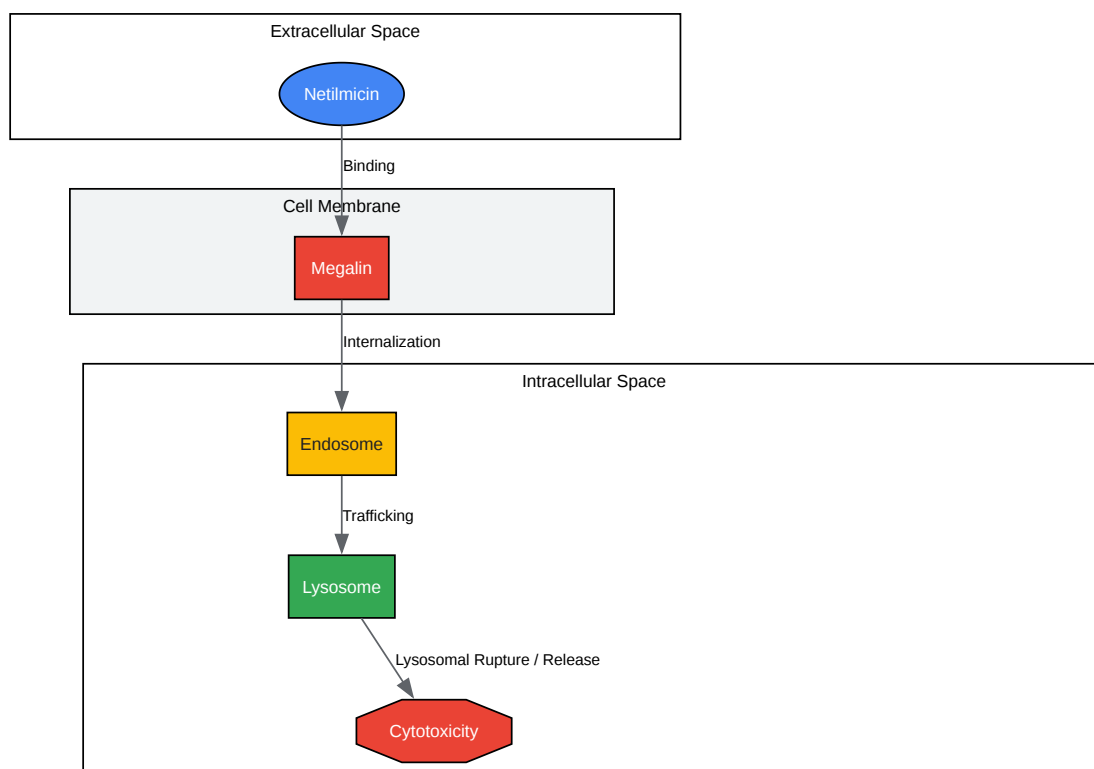 Extracellular Space
Netilmicin
Binding
Cell Membrane
Megalin
Internalization
Intracellular Space
Endosome
Trafficking
Lysosome
Lysosomal Rupture / Release
Cytotoxicity